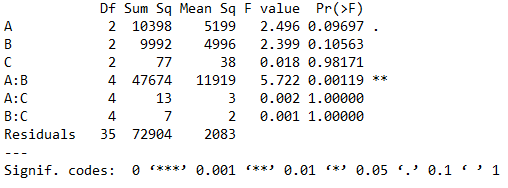 Df Sum Sq Mean Sq F value  Pr(>F)
A            2  10398    5199   2.496 0.09697 .
B            2   9992    4996   2.399 0.10563
C            2     77      38   0.018 0.98171
A:B          4  47674   11919   5.722 0.00119 **
A:C          4     13       3   0.002 1.00000
B:C          4      7       2   0.001 1.00000
Residuals   35  72904    2083
---
Signif. codes:  0 ‘***’ 0.001 ‘**’ 0.01 ‘*’ 0.05 ‘.’ 0.1 ‘ ’ 1